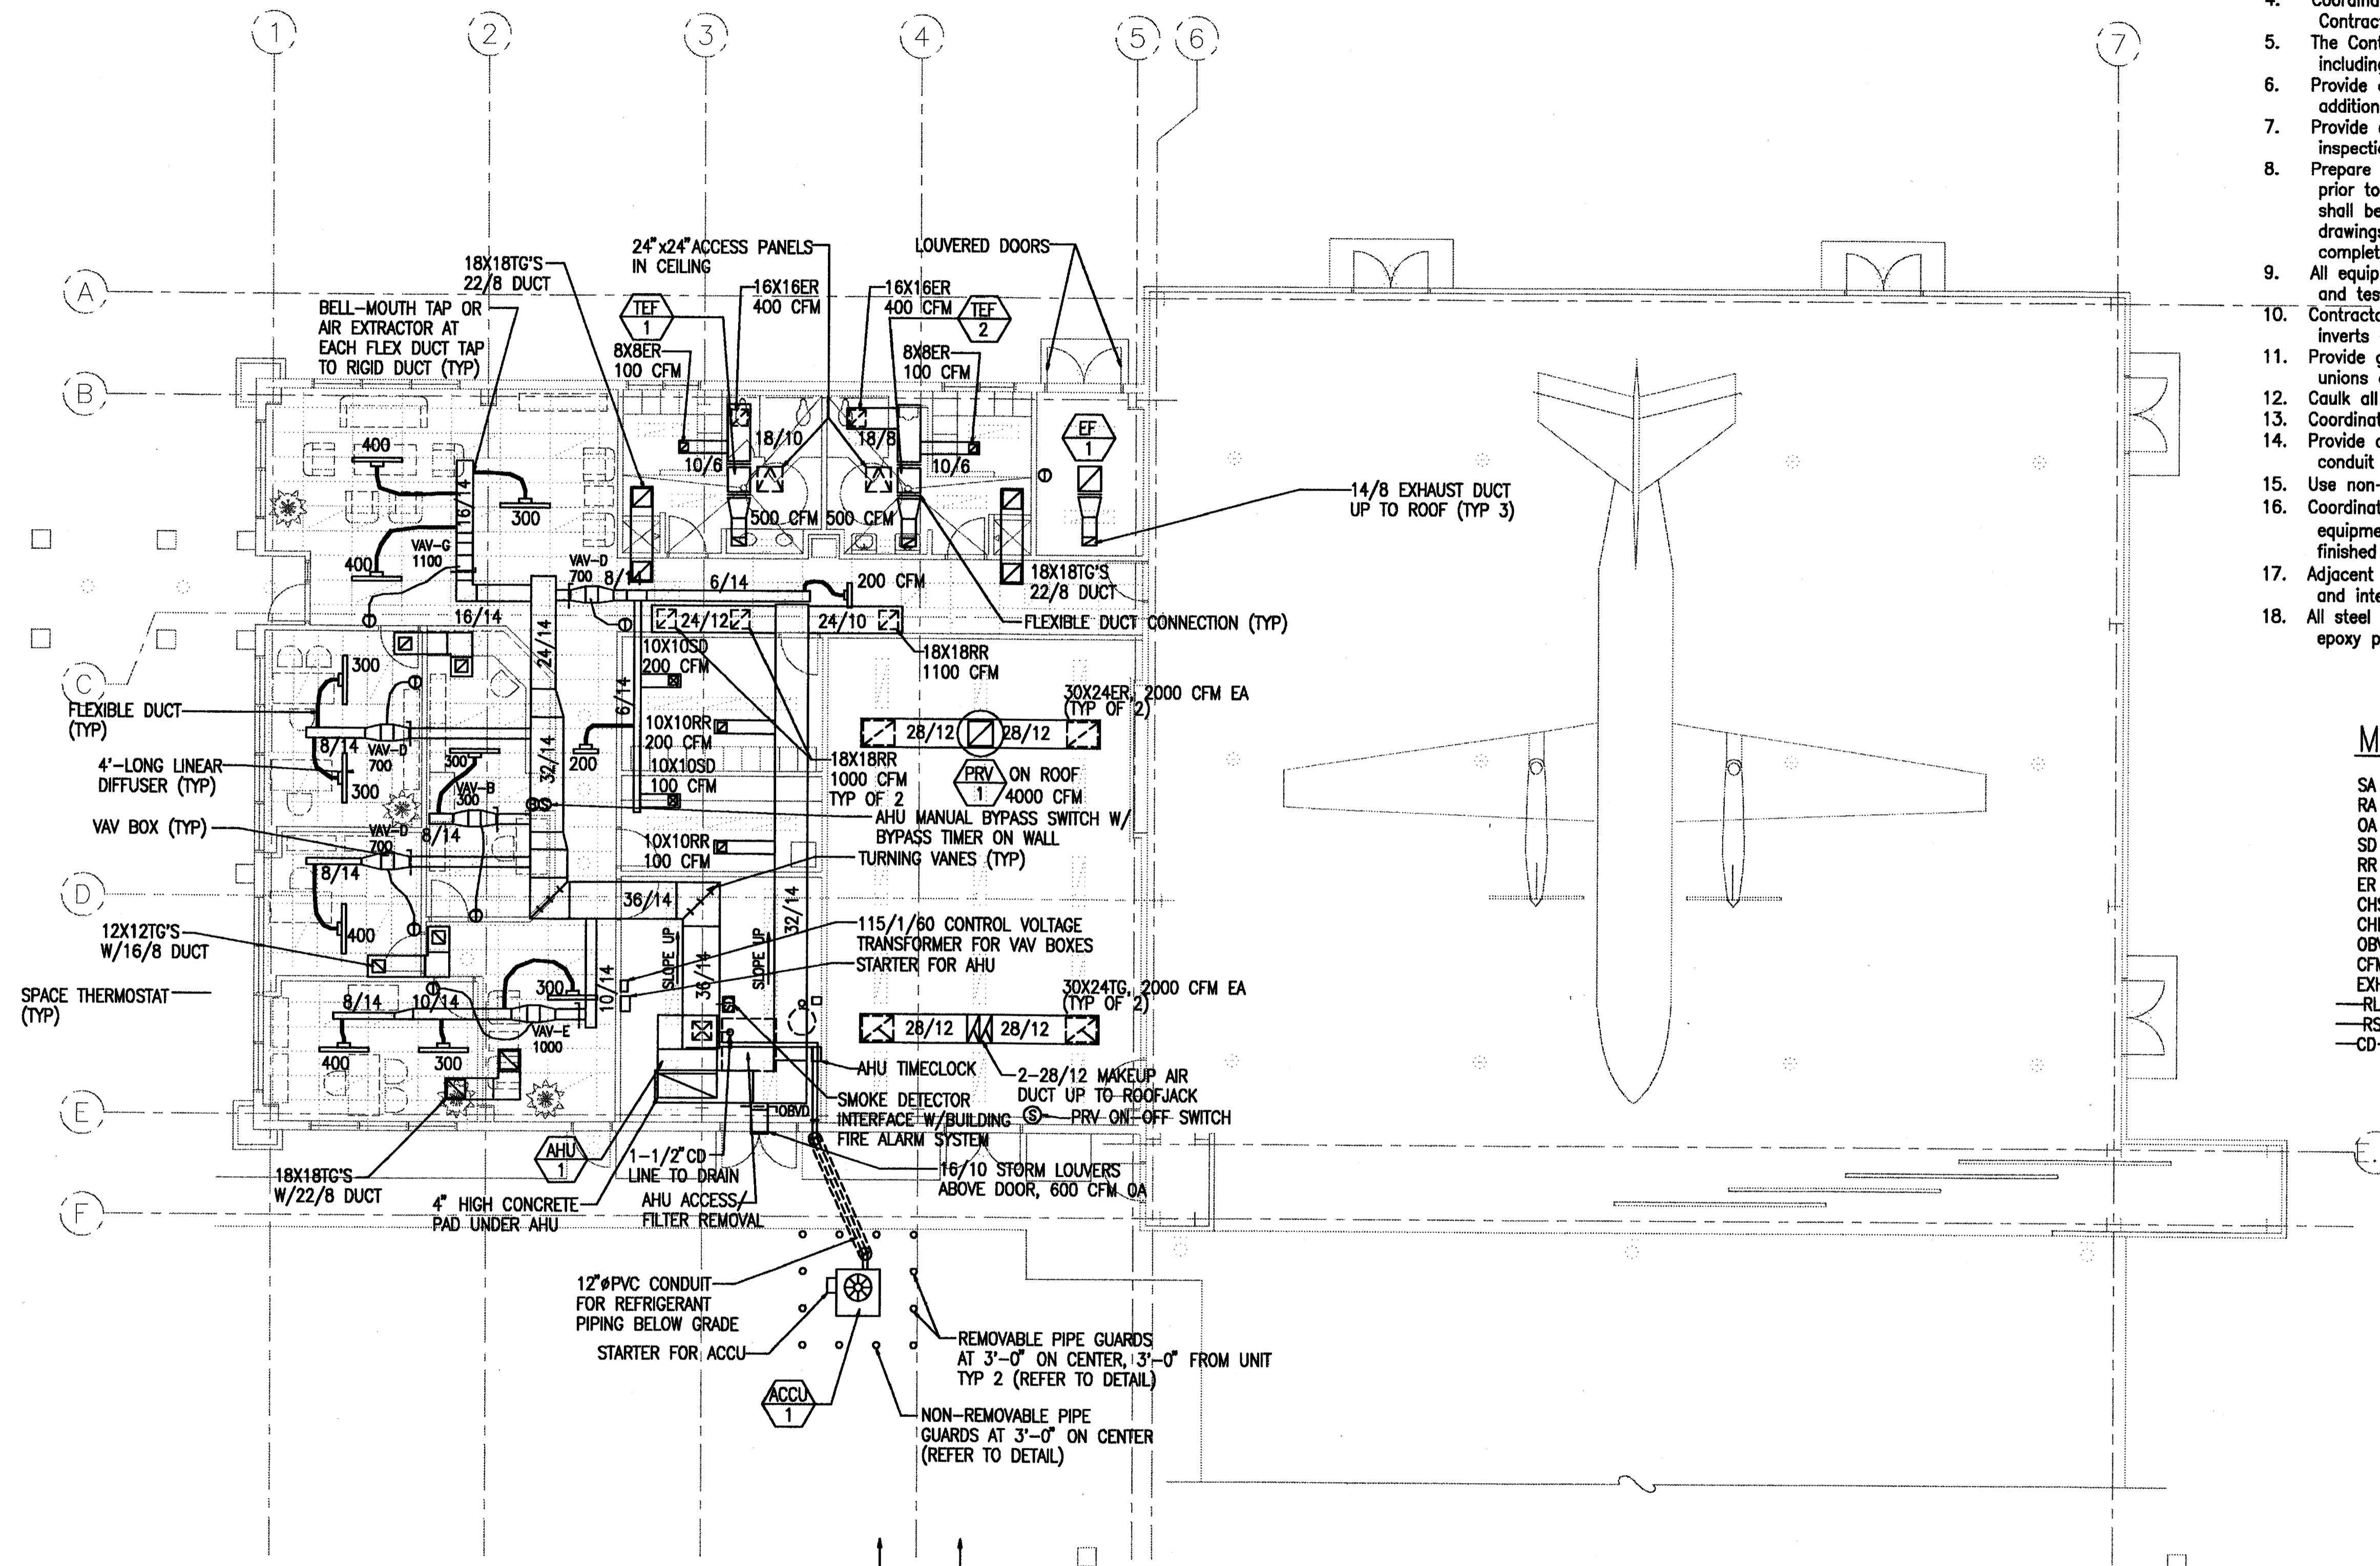 1
2
3
4
5
6
7
A
B
C
D
E
F
24"x24"ACCESS PANELS
IN CEILING
LOUVERED DOORS
18X18TG'S
22/8 DUCT
BELL-MOUTH TAP OR
AIR EXTRACTOR AT
EACH FLEX DUCT TAP
TO RIGID DUCT (TYP)
TEF
1
16X16ER
400 CFM
16X16ER
400 CFM
TEF
2
8X8ER
100 CFM
8X8ER
100 CFM
EF
1
400
18/10
18/8
10/6
10/6
16/14
300
500 CFM
500 CFM
14/8 EXHAUST DUCT
UP TO ROOF (TYP 3)
VAV-G
1100
400
VAV-D
700
8/14
6/14
200 CFM
18X18TG'S
22/8 DUCT
16/14
24/12
24/10
FLEXIBLE DUCT CONNECTION (TYP)
24/14
10X10SD
200 CFM
18X18RR
1100 CFM
300
6/14
30X24ER, 2000 CFM EA
(TYP OF 2)
FLEXIBLE DUCT
(TYP)
10X10RR
200 CFM
28/12
28/12
8/14
VAV-D
700
300
32/14
200
18X18RR
1000 CFM
TYP OF 2
4'-LONG LINEAR
DIFFUSER (TYP)
300
10X10SD
100 CFM
PRV
1
ON ROOF
4000 CFM
VAV-B
300
S
AHU MANUAL BYPASS SWITCH W/
BYPASS TIMER ON WALL
VAV BOX (TYP)
VAV-D
700
8/14
10X10RR
100 CFM
TURNING VANES (TYP)
8/14
36/14
32/14
115/1/60 CONTROL VOLTAGE
TRANSFORMER FOR VAV BOXES
STARTER FOR AHU
12X12TG'S
W/16/8 DUCT
400
SLOPE UP
36/14
SLOPE UP
SPACE THERMOSTAT
(TYP)
8/14
10/14
300
10/14
30X24TG, 2000 CFM EA
(TYP OF 2)
28/12
28/12
VAV-E
1000
400
300
AHU TIMECLOCK
2-28/12 MAKEUP AIR
DUCT UP TO ROOFJACK
SMOKE DETECTOR
INTERFACE W/BUILDING
FIRE ALARM SYSTEM
S
PRV ON-OFF SWITCH
OBVD
AHU
1
1-1/2"CD
LINE TO DRAIN
16/10 STORM LOUVERS
ABOVE DOOR, 600 CFM OA
18X18TG'S
W/22/8 DUCT
4" HIGH CONCRETE
PAD UNDER AHU
AHU ACCESS/
FILTER REMOVAL
12"øPVC CONDUIT
FOR REFRIGERANT
PIPING BELOW GRADE
STARTER FOR ACCU
REMOVABLE PIPE GUARDS
AT 3'-0" ON CENTER, 3'-0" FROM UNIT
TYP 2 (REFER TO DETAIL)
ACCU
1
NON-REMOVABLE PIPE
GUARDS AT 3'-0" ON CENTER
(REFER TO DETAIL)
4.
5. The
6. Provide
7. Provide
8. Prepare
prior to
shall be
9. All
and
10.
inverts
11. Provide
unions
12. Caulk all
13.
14. Provide
conduit
15. Use
16.
finished
17. Adjacent
and
18. All steel
epoxy
SA
RA
OA
SD
RR
ER
RL
RS
CD